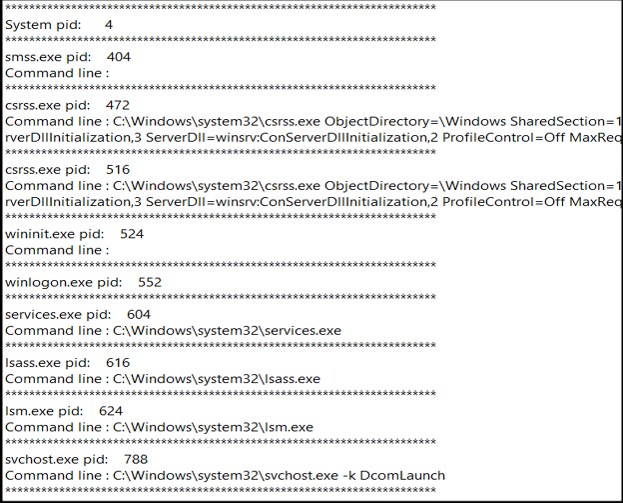 ************************************************************************
System pid:      4
************************************************************************
smss.exe pid:    404
Command line :
************************************************************************
csrss.exe pid:    472
Command line : C:\Windows\system32\csrss.exe ObjectDirectory=\Windows SharedSection=1
rverDllInitialization,3 ServerDll=winsrv:ConServerDllInitialization,2 ProfileControl=Off MaxReq
************************************************************************
csrss.exe pid:    516
Command line : C:\Windows\system32\csrss.exe ObjectDirectory=\Windows SharedSection=1
rverDllInitialization,3 ServerDll=winsrv:ConServerDllInitialization,2 ProfileControl=Off MaxReq
************************************************************************
wininit.exe pid:    524
Command line :
************************************************************************
winlogon.exe pid:    552
************************************************************************
services.exe pid:    604
Command line : C:\Windows\system32\services.exe
************************************************************************
lsass.exe pid:    616
Command line : C:\Windows\system32\lsass.exe
************************************************************************
lsm.exe pid:    624
Command line : C:\Windows\system32\lsm.exe
************************************************************************
svchost.exe pid:    788
Command line : C:\Windows\system32\svchost.exe -k DcomLaunch
************************************************************************